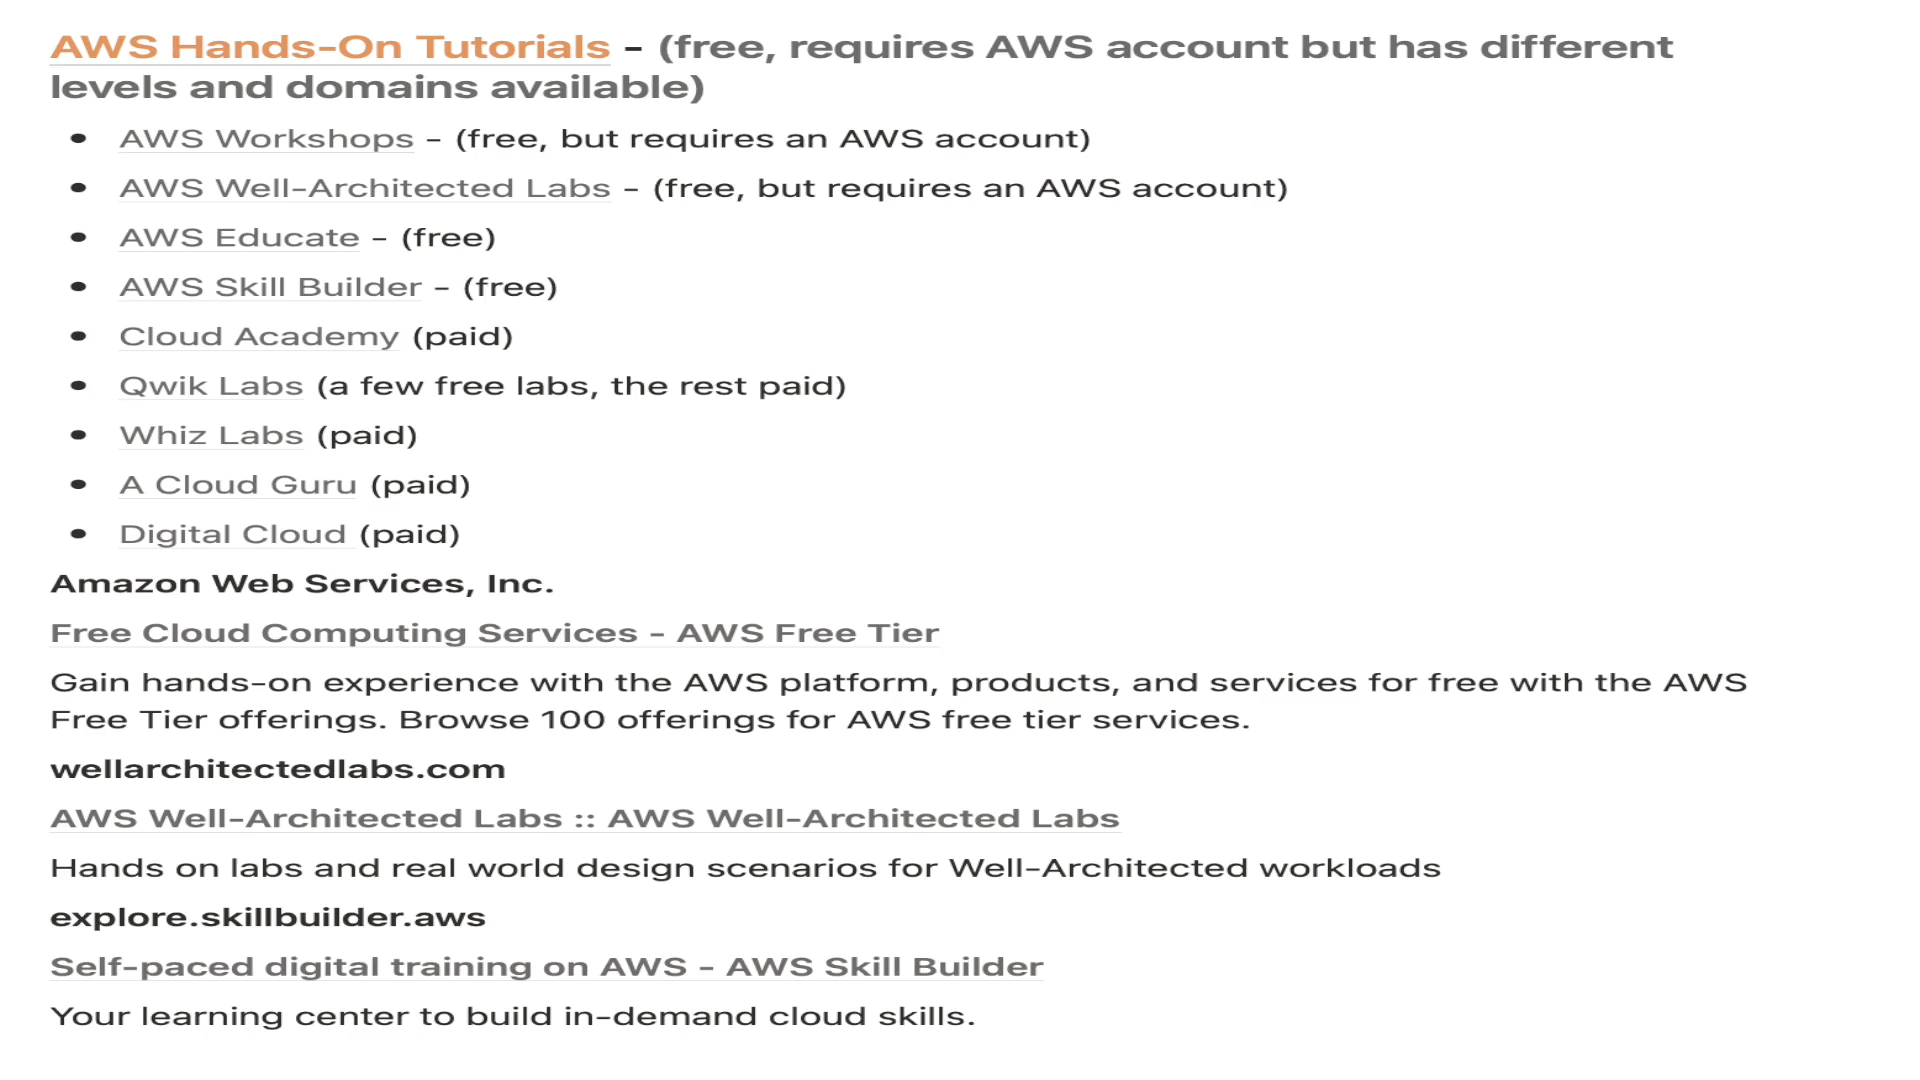 AWS Hands-On Tutorials - (free, requires AWS account but has different
levels and domains available)
• AWS Workshops - (free, but requires an AWS account)
• AWS Well-Architected Labs - (free, but requires an AWS account)
• AWS Educate - (free)
• AWS Skill Builder - (free)
• Cloud Academy (paid)
• Qwik Labs (a few free labs, the rest paid)
• Whiz Labs (paid)
• A Cloud Guru (paid)
• Digital Cloud (paid)
Amazon Web Services, Inc.
Free Cloud Computing Services - AWS Free Tier
Gain hands-on experience with the AWS platform, products, and services for free with the AWS
Free Tier offerings. Browse 100 offerings for AWS free tier services.
wellarchitectedlabs.com
AWS Well-Architected Labs :: AWS Well-Architected Labs
Hands on labs and real world design scenarios for Well-Architected workloads
explore.skillbuilder.aws
Self-paced digital training on AWS - AWS Skill Builder
Your learning center to build in-demand cloud skills.